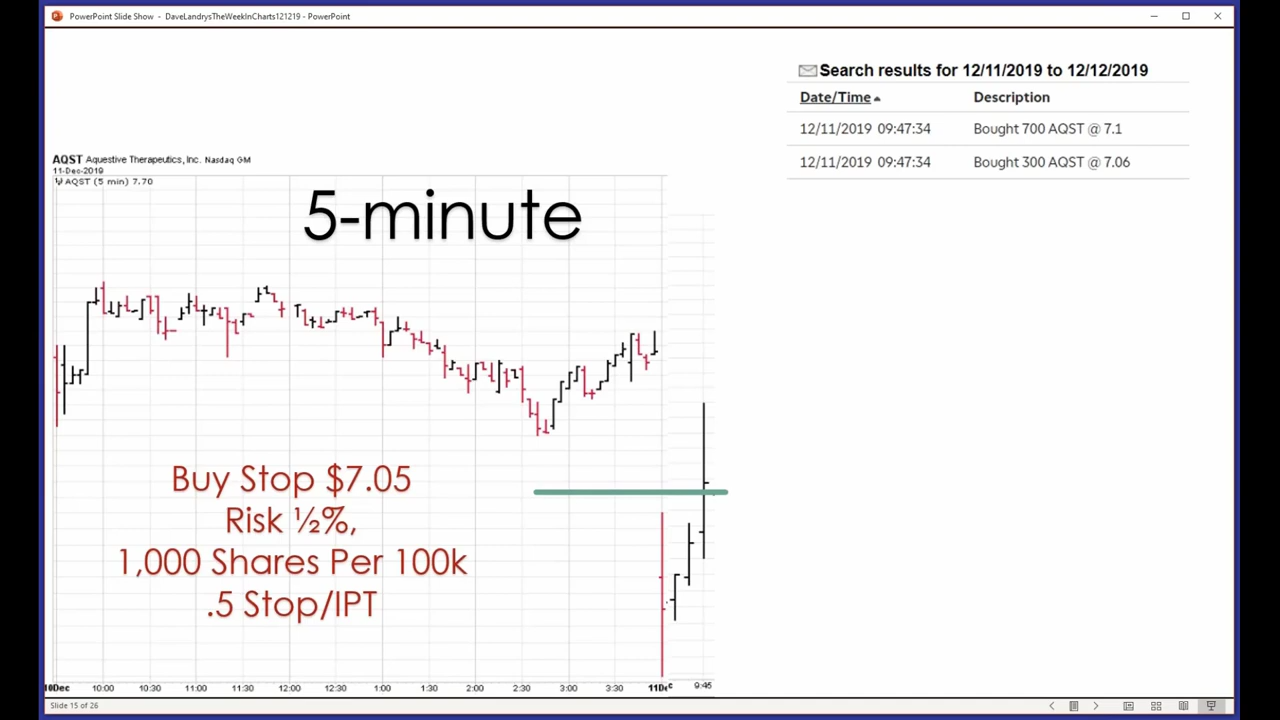 PowerPoint Slide Show - DaveLandrysTheWeekInCharts121219 - PowerPoint
Search results for 12/11/2019 to 12/12/2019
Date/Time Description
12/11/2019 09:47:34 Bought 700 AQST @ 7.1
12/11/2019 09:47:34 Bought 300 AQST @ 7.06
AQST Aquestive Therapeutics, Inc. Nasdaq GM
11-Dec-2019
AQST (5 min) 7.70
5-minute
Buy Stop $7.05
Risk ½%,
1,000 Shares Per 100k
.5 Stop/IPT
10Dec 10:00 10:30 11:00 11:30 12:00 12:30 1:00 1:30 2:00 2:30 3:00 3:30 11Dec 9:45
Slide 15 of 26